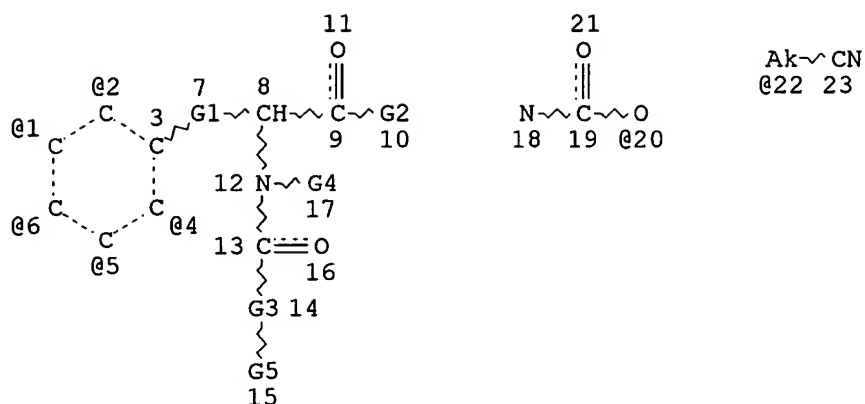 11 21
O O Ak CN
@22 23
@2 7 8
C 3 G1 CH C G2 N C O
@1 C C 9 10 18 19 @20
12 N G4
17
C C
@6 @4
C 13 C O
@5 16
G3 14
G5
15